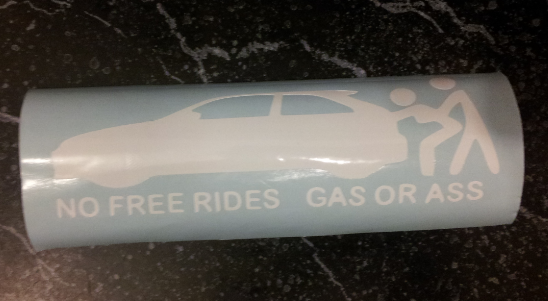 NO FREE RIDES GAS OR ASS